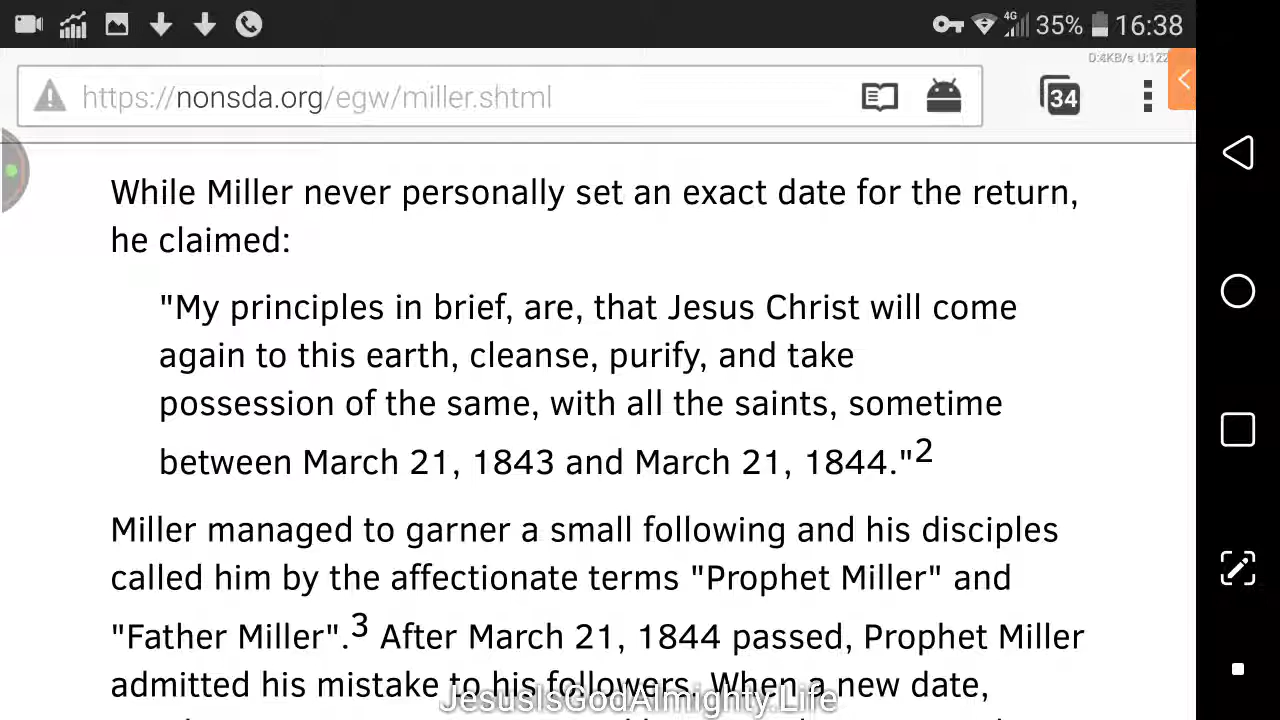 4G 35% 16:38
D:4KB/s U:122
https://nonsda.org/egw/miller.shtml
34
While Miller never personally set an exact date for the return,
he claimed:
"My principles in brief, are, that Jesus Christ will come
again to this earth, cleanse, purify, and take
possession of the same, with all the saints, sometime
between March 21, 1843 and March 21, 1844."2
Miller managed to garner a small following and his disciples
called him by the affectionate terms "Prophet Miller" and
"Father Miller".3 After March 21, 1844 passed, Prophet Miller
admitted his mistake to his followers. When a new date,
JesusIsGodAlmighty.Life